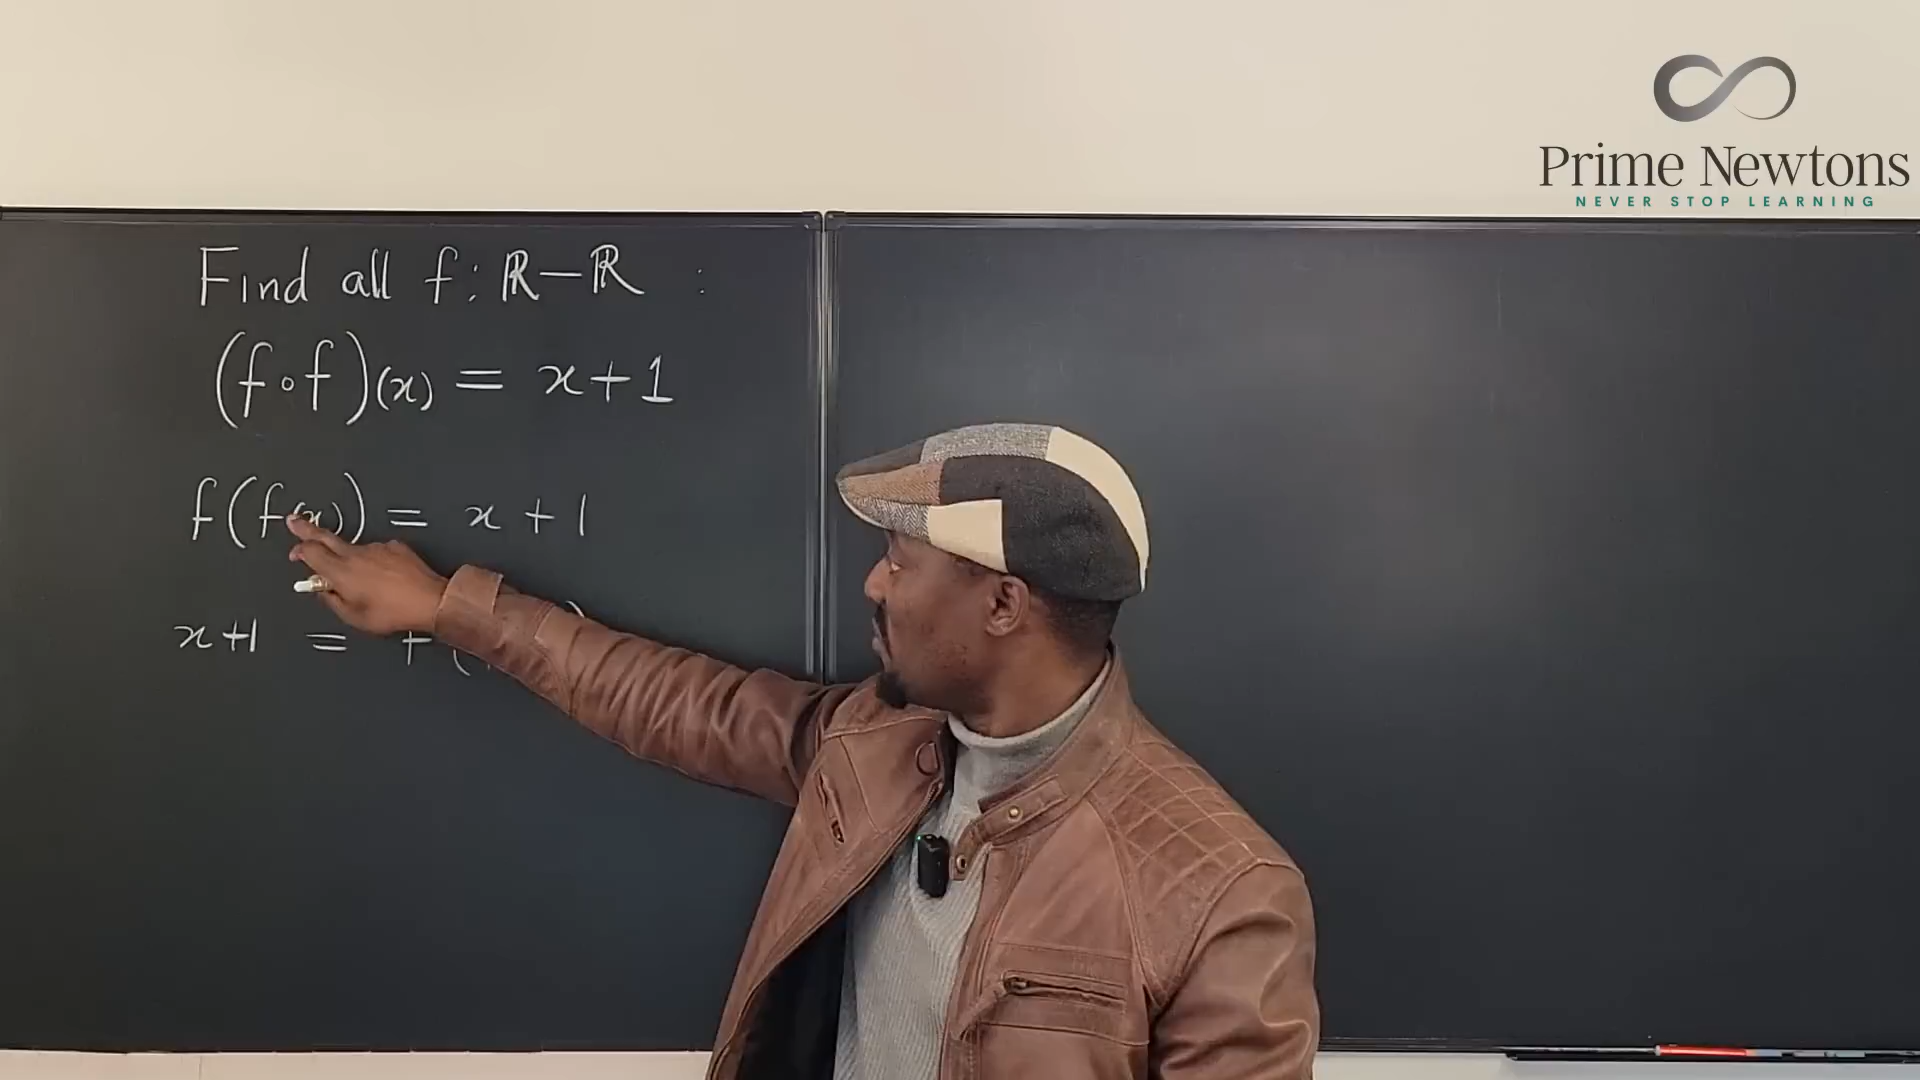 Prime Newtons
NEVER STOP LEARNING
Find all f: ℝ—ℝ :
(f∘f)(x) = x+1
f(f(x)) = x+1
x+1 = f(